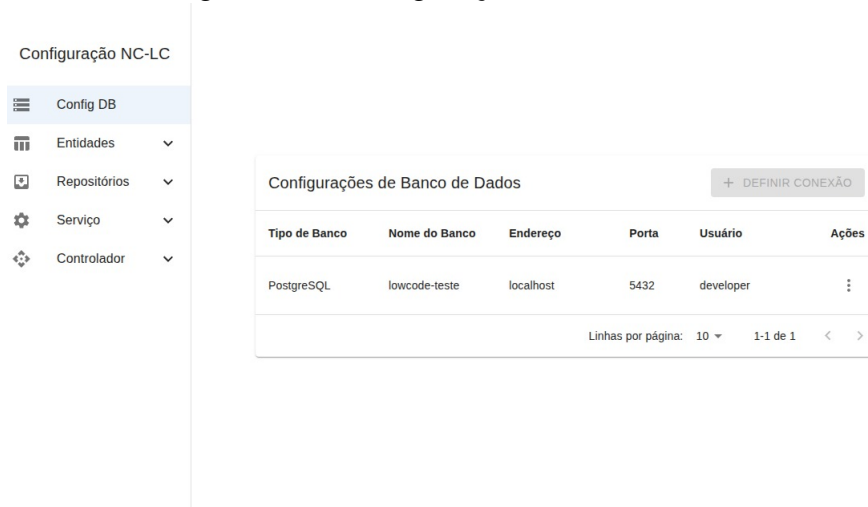 Configuração NC-LC
Config DB
Entidades
Repositórios
Serviço
Controlador
Configurações de Banco de Dados
+ DEFINIR CONEXÃO
Tipo de Banco Nome do Banco Endereço Porta Usuário Ações
PostgreSQL lowcode-teste localhost 5432 developer
Linhas por página: 10 1-1 de 1